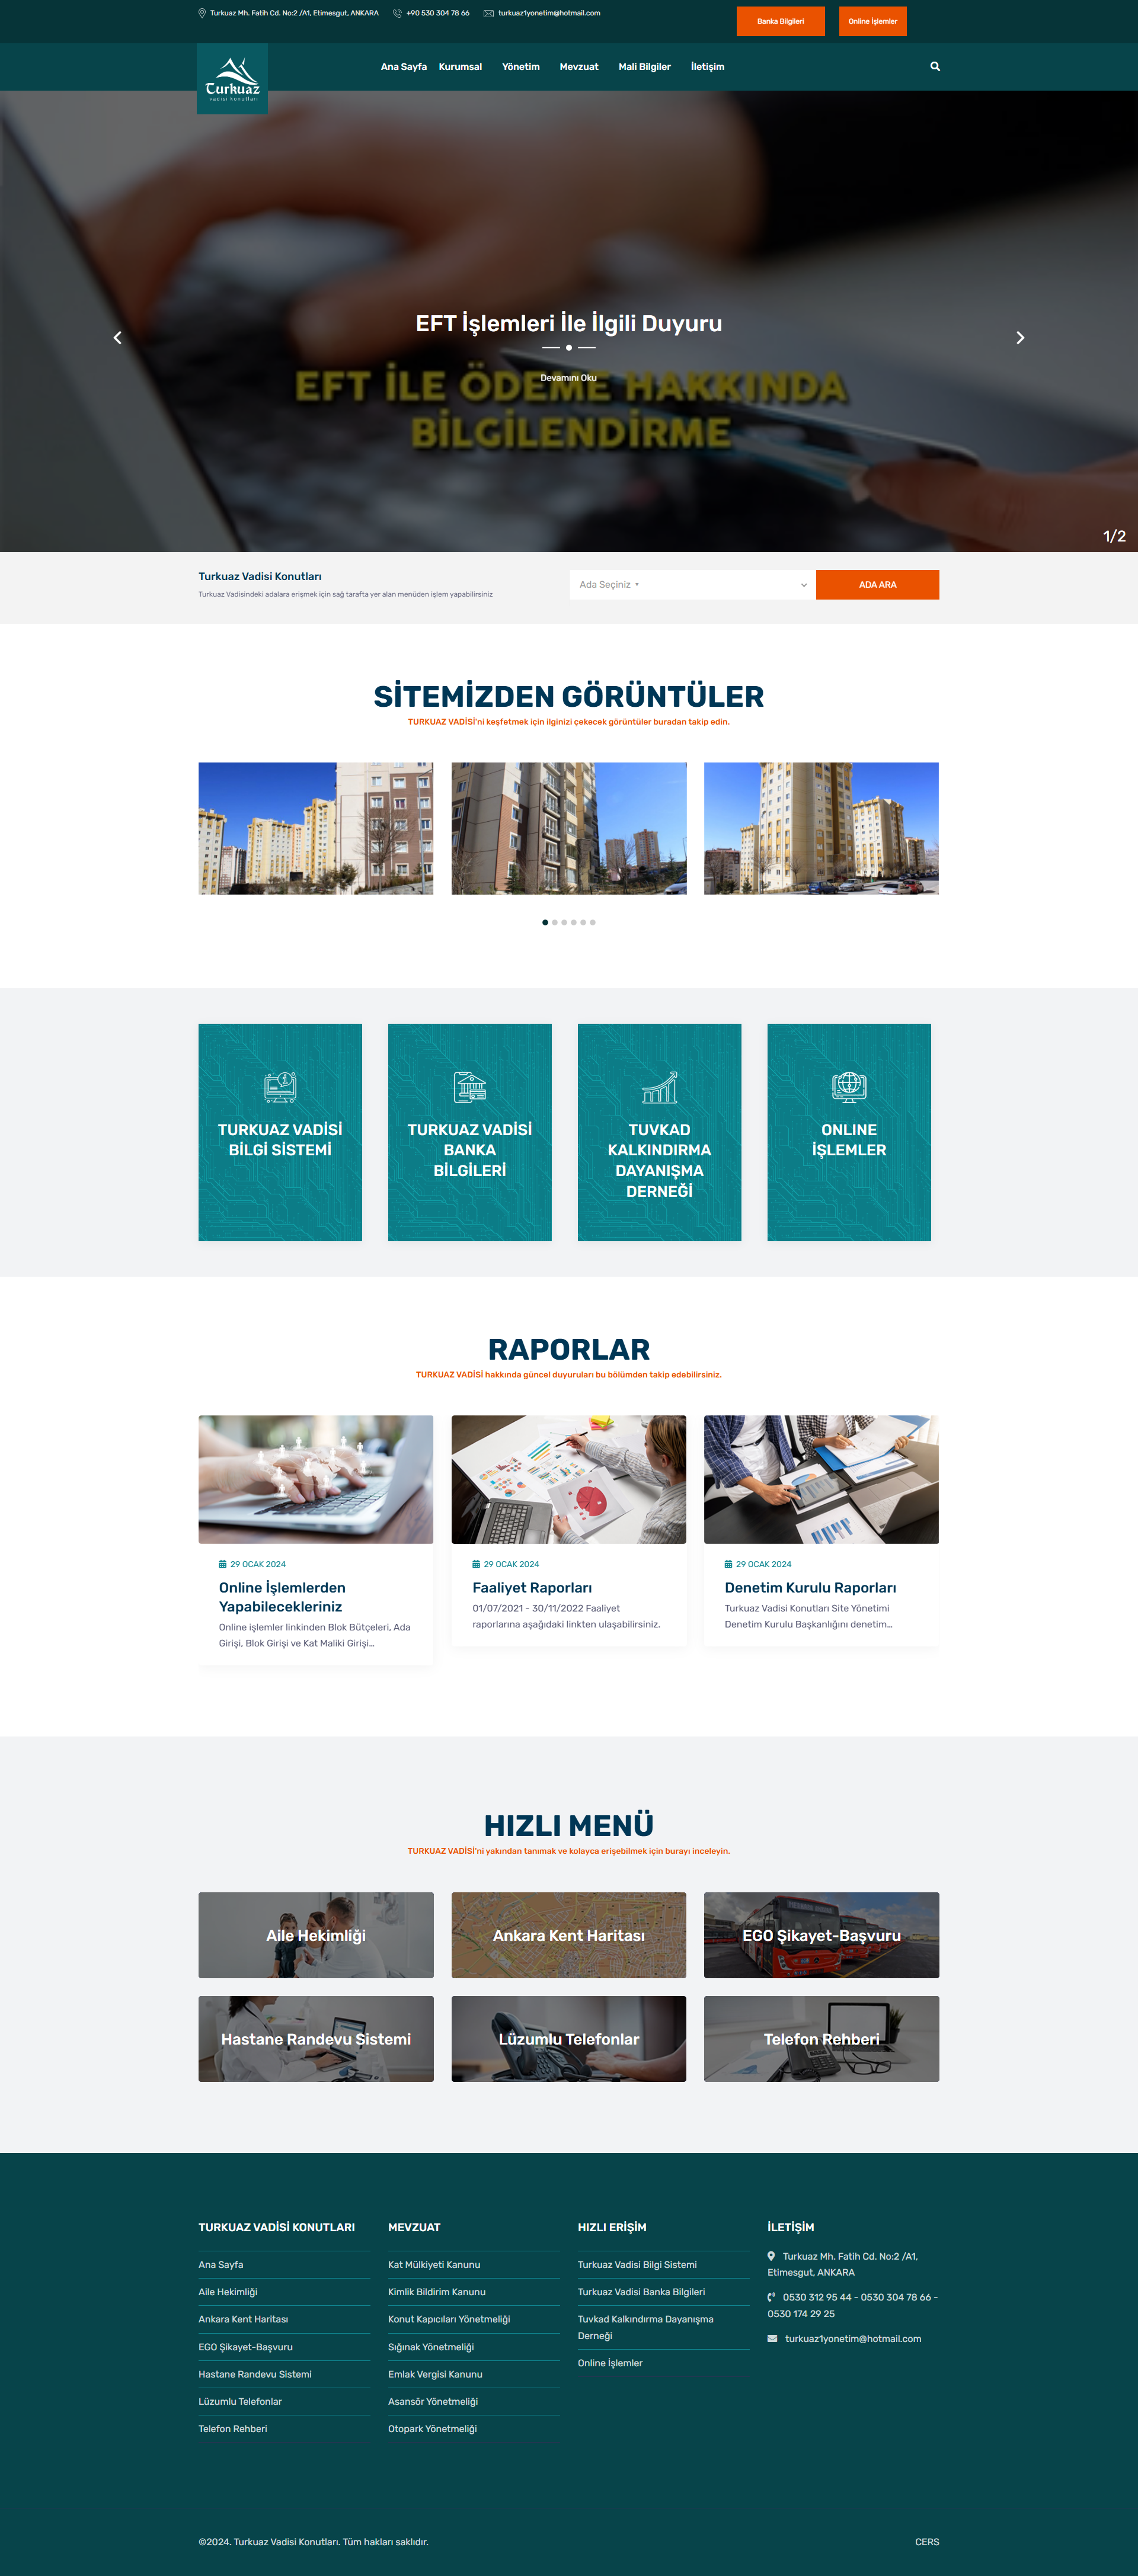 Turkuaz Mh. Fatih Cd. No:2 /A1, Etimesgut, ANKARA
+90 530 304 78 66
turkuaz1yonetim@hotmail.com
Banka Bilgileri
Online İşlemler
Turkuaz
vadisi konutları
Ana Sayfa
Kurumsal
Yönetim
Mevzuat
Mali Bilgiler
İletişim
EFT İşlemleri İle İlgili Duyuru
Devamını Oku
EFT İLE ÖDEME HAKKINDA
BİLGİLENDİRME
1/2
Turkuaz Vadisi Konutları
Turkuaz Vadisindeki adalara erişmek için sağ tarafta yer alan menüden işlem yapabilirsiniz
Ada Seçiniz
ADA ARA
SİTEMİZDEN GÖRÜNTÜLER
TURKUAZ VADİSİ'ni keşfetmek için ilginizi çekecek görüntüler buradan takip edin.
TURKUAZ VADİSİ
BİLGİ SİSTEMİ
TURKUAZ VADİSİ
BANKA
BİLGİLERİ
TUVKAD
KALKINDIRMA
DAYANIŞMA
DERNEĞİ
ONLINE
İŞLEMLER
RAPORLAR
TURKUAZ VADİSİ hakkında güncel duyuruları bu bölümden takip edebilirsiniz.
29 OCAK 2024
Online İşlemlerden
Yapabilecekleriniz
Online işlemler linkinden Blok Bütçeleri, Ada
Girişi, Blok Girişi ve Kat Maliki Girişi...
29 OCAK 2024
Faaliyet Raporları
01/07/2021 - 30/11/2022 Faaliyet
raporlarına aşağıdaki linkten ulaşabilirsiniz.
29 OCAK 2024
Denetim Kurulu Raporları
Turkuaz Vadisi Konutları Site Yönetimi
Denetim Kurulu Başkanlığını denetim...
HIZLI MENÜ
TURKUAZ VADİSİ'ni yakından tanımak ve kolayca erişebilmek için burayı inceleyin.
Aile Hekimliği
Ankara Kent Haritası
EGO Şikayet-Başvuru
Hastane Randevu Sistemi
Lüzumlu Telefonlar
Telefon Rehberi
TURKUAZ VADİSİ KONUTLARI
Ana Sayfa
Aile Hekimliği
Ankara Kent Haritası
EGO Şikayet-Başvuru
Hastane Randevu Sistemi
Lüzumlu Telefonlar
Telefon Rehberi
MEVZUAT
Kat Mülkiyeti Kanunu
Kimlik Bildirim Kanunu
Konut Kapıcıları Yönetmeliği
Sığınak Yönetmeliği
Emlak Vergisi Kanunu
Asansör Yönetmeliği
Otopark Yönetmeliği
HIZLI ERİŞİM
Turkuaz Vadisi Bilgi Sistemi
Turkuaz Vadisi Banka Bilgileri
Tuvkad Kalkındırma Dayanışma
Derneği
Online İşlemler
İLETİŞİM
Turkuaz Mh. Fatih Cd. No:2 /A1,
Etimesgut, ANKARA
0530 312 95 44 - 0530 304 78 66 -
0530 174 29 25
turkuaz1yonetim@hotmail.com
©2024. Turkuaz Vadisi Konutları. Tüm hakları saklıdır.
CERS